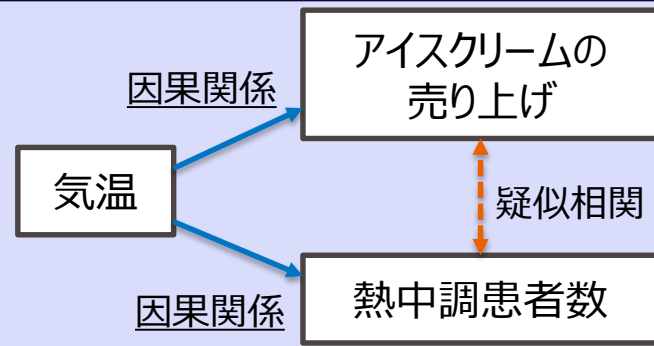 アイスクリームの
売り上げ
因果関係
気温
疑似相関
熱中調患者数
因果関係